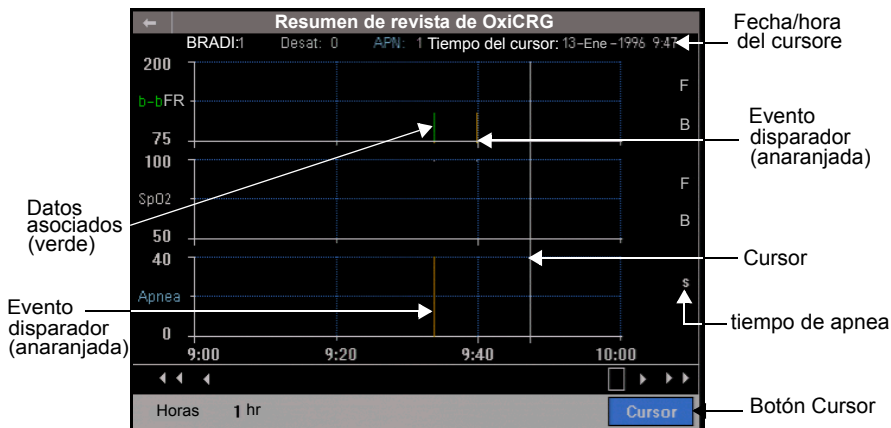 Resumen de revista de OxiCRG
BRADI:1 Desat: 0 APN: 1 Tiempo del cursor: 13-Ene-1996 9:47
Fecha/hora
del cursore
200
b-bFR
75
F
B
Evento
disparador
(anaranjada)
100
SpO2
50
F
B
Datos
asociados
(verde)
40
Apnea
0
s
Cursor
tiempo de apnea
Evento
disparador
(anaranjada)
9:00 9:20 9:40 10:00
Horas 1 hr Cursor
Botón Cursor